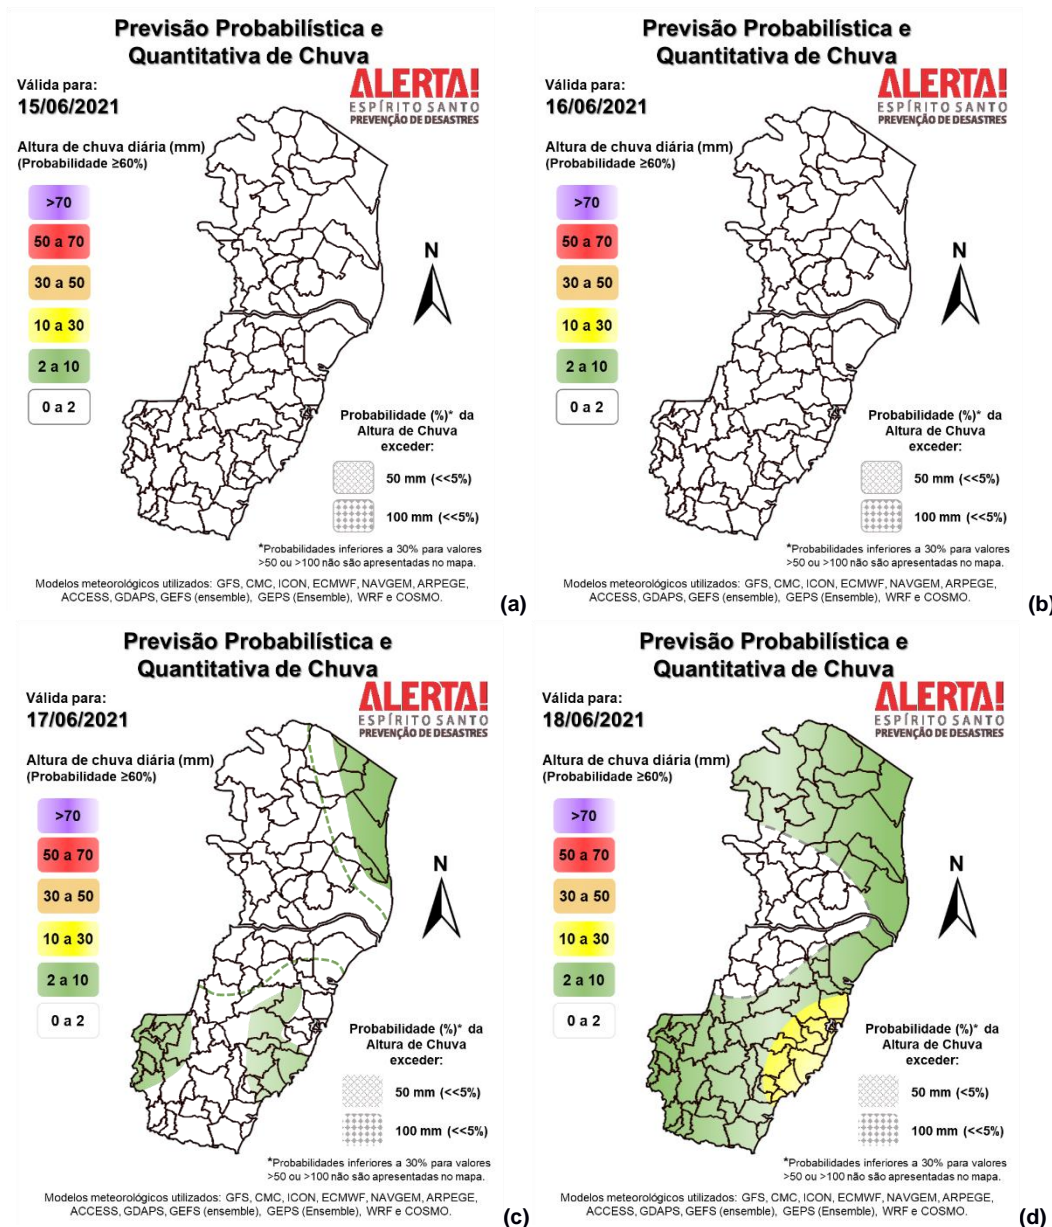 Previsão Probabilística e
Quantitativa de Chuva
Válida para:
15/06/2021
ALERTA!
ESPÍRITO SANTO
PREVENÇÃO DE DESASTRES
Altura de chuva diária (mm)
(Probabilidade ≥60%)
>70
50 a 70
30 a 50
10 a 30
2 a 10
0 a 2
N
Probabilidade (%)* da
Altura de Chuva
exceder:
50 mm (<<5%)
100 mm (<<5%)
*Probabilidades inferiores a 30% para valores
>50 ou >100 não são apresentadas no mapa.
Modelos meteorológicos utilizados: GFS, CMC, ICON, ECMWF, NAVGEM, ARPEGE,
ACCESS, GDAPS, GEFS (ensemble), GEPS (Ensemble), WRF e COSMO.
(a)
Previsão Probabilística e
Quantitativa de Chuva
Válida para:
16/06/2021
ALERTA!
ESPÍRITO SANTO
PREVENÇÃO DE DESASTRES
Altura de chuva diária (mm)
(Probabilidade ≥60%)
>70
50 a 70
30 a 50
10 a 30
2 a 10
0 a 2
N
Probabilidade (%)* da
Altura de Chuva
exceder:
50 mm (<<5%)
100 mm (<<5%)
*Probabilidades inferiores a 30% para valores
>50 ou >100 não são apresentadas no mapa.
Modelos meteorológicos utilizados: GFS, CMC, ICON, ECMWF, NAVGEM, ARPEGE,
ACCESS, GDAPS, GEFS (ensemble), GEPS (Ensemble), WRF e COSMO.
(b)
Previsão Probabilística e
Quantitativa de Chuva
Válida para:
17/06/2021
ALERTA!
ESPÍRITO SANTO
PREVENÇÃO DE DESASTRES
Altura de chuva diária (mm)
(Probabilidade ≥60%)
>70
50 a 70
30 a 50
10 a 30
2 a 10
0 a 2
N
Probabilidade (%)* da
Altura de Chuva
exceder:
50 mm (<<5%)
100 mm (<<5%)
*Probabilidades inferiores a 30% para valores
>50 ou >100 não são apresentadas no mapa.
Modelos meteorológicos utilizados: GFS, CMC, ICON, ECMWF, NAVGEM, ARPEGE,
ACCESS, GDAPS, GEFS (ensemble), GEPS (Ensemble), WRF e COSMO.
(c)
Previsão Probabilística e
Quantitativa de Chuva
Válida para:
18/06/2021
ALERTA!
ESPÍRITO SANTO
PREVENÇÃO DE DESASTRES
Altura de chuva diária (mm)
(Probabilidade ≥60%)
>70
50 a 70
30 a 50
10 a 30
2 a 10
0 a 2
N
Probabilidade (%)* da
Altura de Chuva
exceder:
50 mm (<<5%)
100 mm (<<5%)
*Probabilidades inferiores a 30% para valores
>50 ou >100 não são apresentadas no mapa.
Modelos meteorológicos utilizados: GFS, CMC, ICON, ECMWF, NAVGEM, ARPEGE,
ACCESS, GDAPS, GEFS (ensemble), GEPS (Ensemble), WRF e COSMO.
(d)